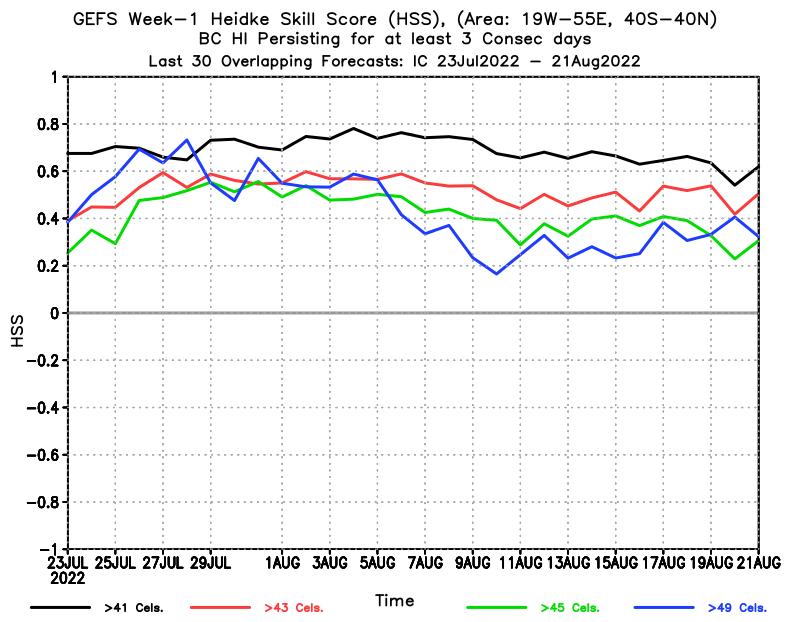 GEFS Week-1 Heidke Skill Score (HSS), (Area: 19W-55E, 40S-40N)
BC HI Persisting for at least 3 Consec days
Last 30 Overlapping Forecasts: IC 23Jul2022 - 21Aug2022
1
0.8
0.6
0.4
0.2
0
-0.2
-0.4
-0.6
-0.8
-1
HSS
23JUL 25JUL 27JUL 29JUL 1AUG 3AUG 5AUG 7AUG 9AUG 11AUG 13AUG 15AUG 17AUG 19AUG 21AUG
2022
Time
>41 Cels. >43 Cels. >45 Cels. >49 Cels.